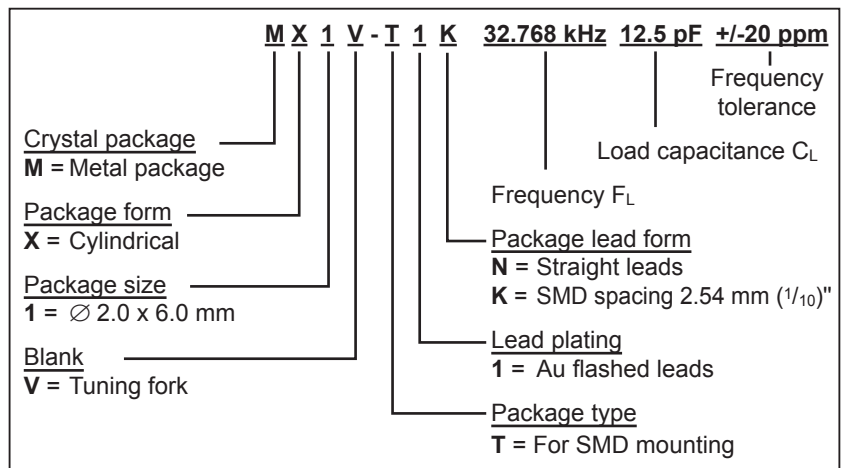 M X 1 V - T 1 K 32.768 kHz 12.5 pF +/-20 ppm
Frequency
tolerance
Load capacitance CL
Frequency FL
Crystal package
M = Metal package
Package form
X = Cylindrical
Package size
1 = ∅ 2.0 x 6.0 mm
Blank
V = Tuning fork
Package lead form
N = Straight leads
K = SMD spacing 2.54 mm (1/10)"
Lead plating
1 = Au flashed leads
Package type
T = For SMD mounting